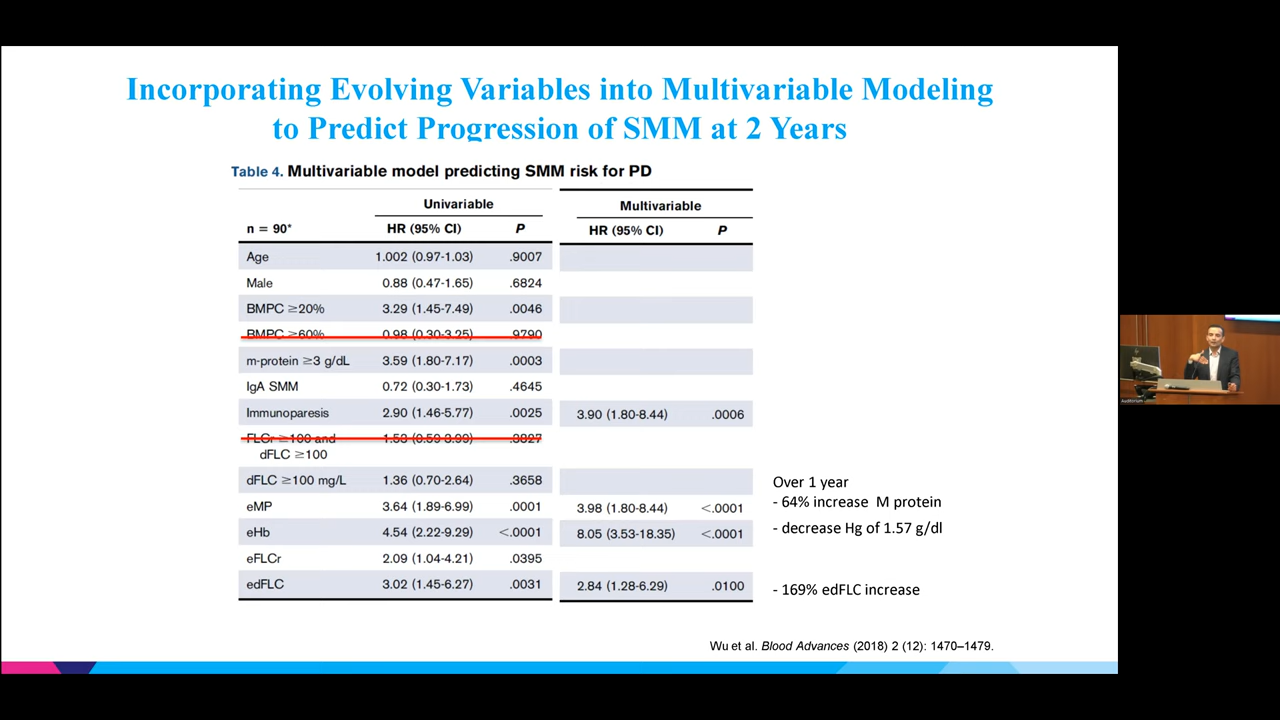 Incorporating Evolving Variables into Multivariable Modeling
to Predict Progression of SMM at 2 Years
Table 4. Multivariable model predicting SMM risk for PD
Univariable Multivariable
n = 90* HR (95% CI) P HR (95% CI) P
Age 1.002 (0.97-1.03) .9007
Male 0.88 (0.47-1.65) .6824
BMPC ≥20% 3.29 (1.45-7.49) .0046
BMPC ≥60% 0.98 (0.30-3.25) .9790
m-protein ≥3 g/dL 3.59 (1.80-7.17) .0003
IgA SMM 0.72 (0.30-1.73) .4645
Immunoparesis 2.90 (1.46-5.77) .0025 3.90 (1.80-8.44) .0006
FLCr ≥100 and 1.53 (0.59-3.99) .3827
dFLC ≥100
dFLC ≥100 mg/L 1.36 (0.70-2.64) .3658
Over 1 year
eMP 3.64 (1.89-6.99) .0001 3.98 (1.80-8.44) <.0001 - 64% increase M protein
eHb 4.54 (2.22-9.29) <.0001 8.05 (3.53-18.35) <.0001 - decrease Hg of 1.57 g/dl
eFLCr 2.09 (1.04-4.21) .0395
edFLC 3.02 (1.45-6.27) .0031 2.84 (1.28-6.29) .0100 - 169% edFLC increase
Wu et al. Blood Advances (2018) 2 (12): 1470–1479.
Auditorium